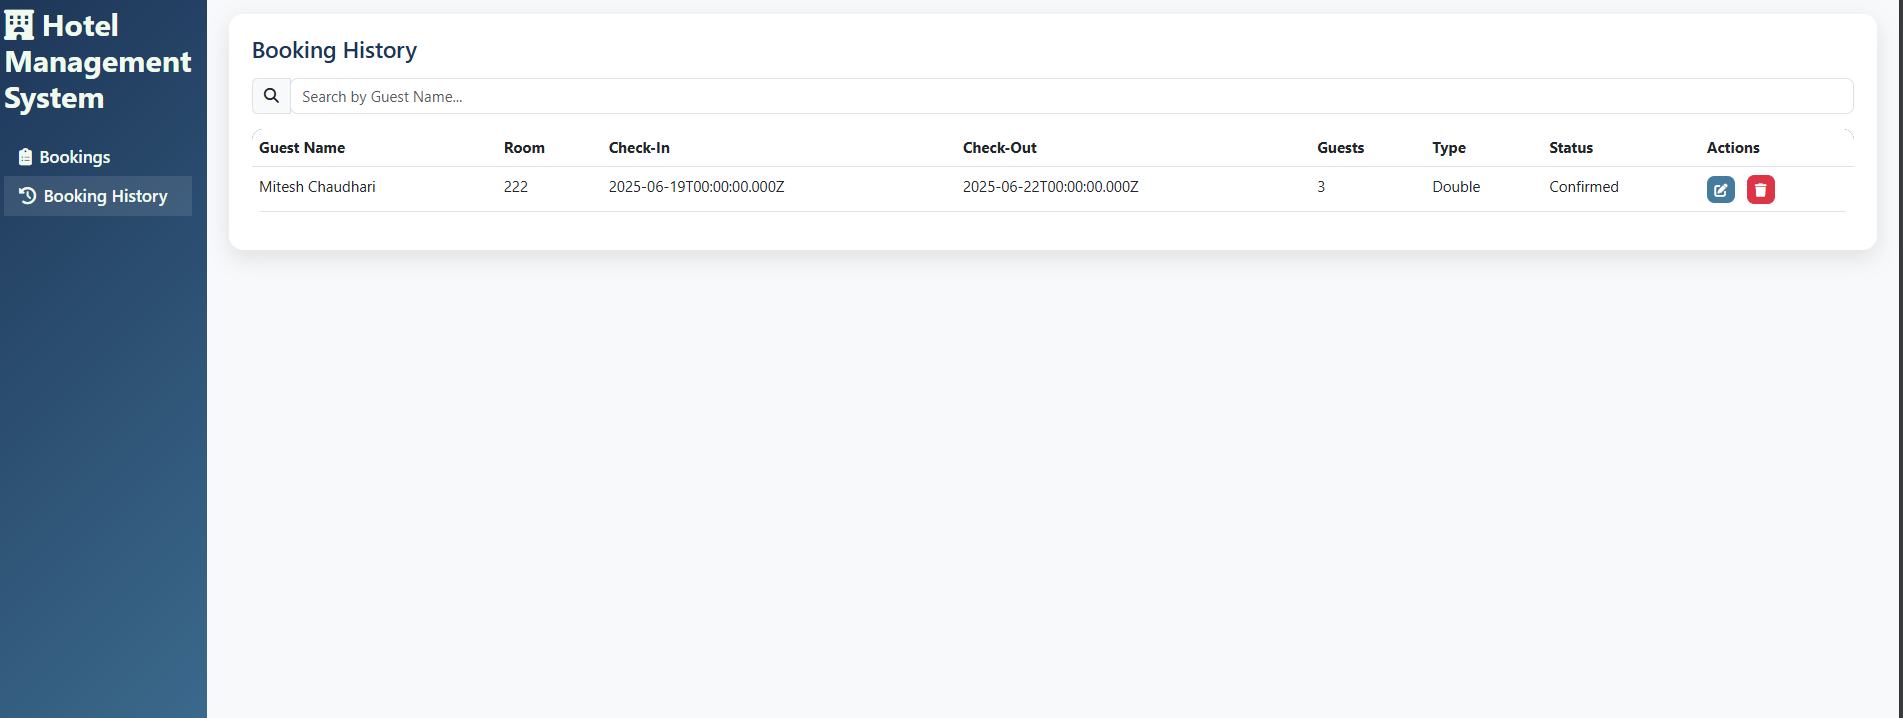 Hotel
Management
System
Bookings
Booking History
Booking History
Search by Guest Name...
Guest Name Room Check-In Check-Out Guests Type Status Actions
Mitesh Chaudhari 222 2025-06-19T00:00:00.000Z 2025-06-22T00:00:00.000Z 3 Double Confirmed